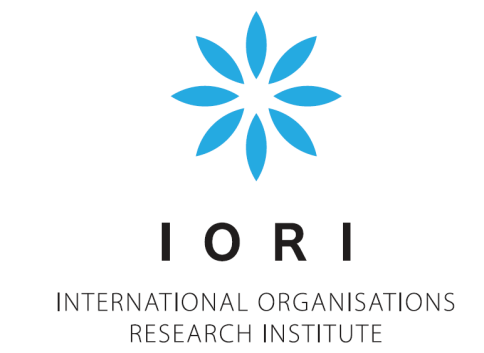 IORI
INTERNATIONAL ORGANISATIONS
RESEARCH INSTITUTE